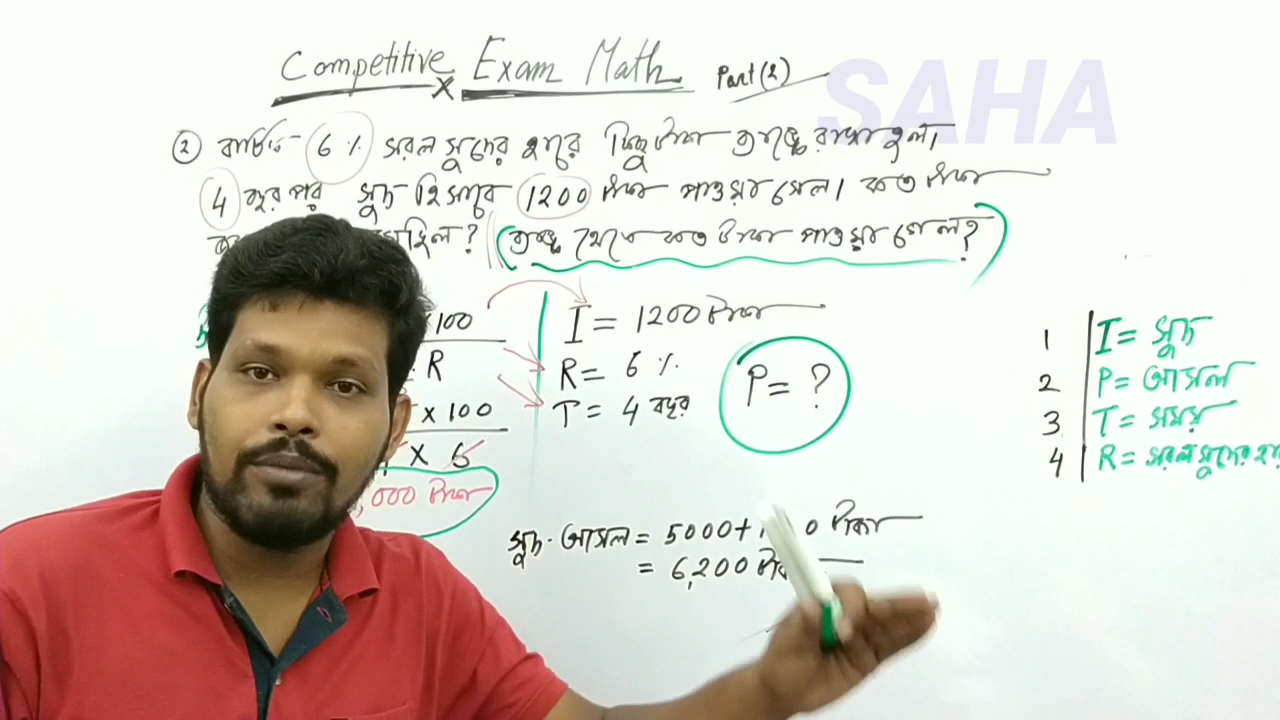 Competitive Exam Math Part (2)
SAHA
② বার্ষিক 6% সরল সুদের হারে কিছু টাকা ব্যাঙ্কে রাখা হল।
4 বছর পর সুদ হিসাবে 1200 টাকা পাওয়া গেল। কত টাকা
ছিল? ব্যাঙ্ক থেকে কত টাকা পাওয়া গেল?
×100
R
× 100
× 6
,000 টাকা
I = 1200 টাকা
R = 6 %
T = 4 বছর
P = ?
সুদ-আসল = 5000+ 0 টাকা
= 6,200
1 I = সুদ
2 P = আসল
3 T = সময়
4 R = সরল সুদের হার